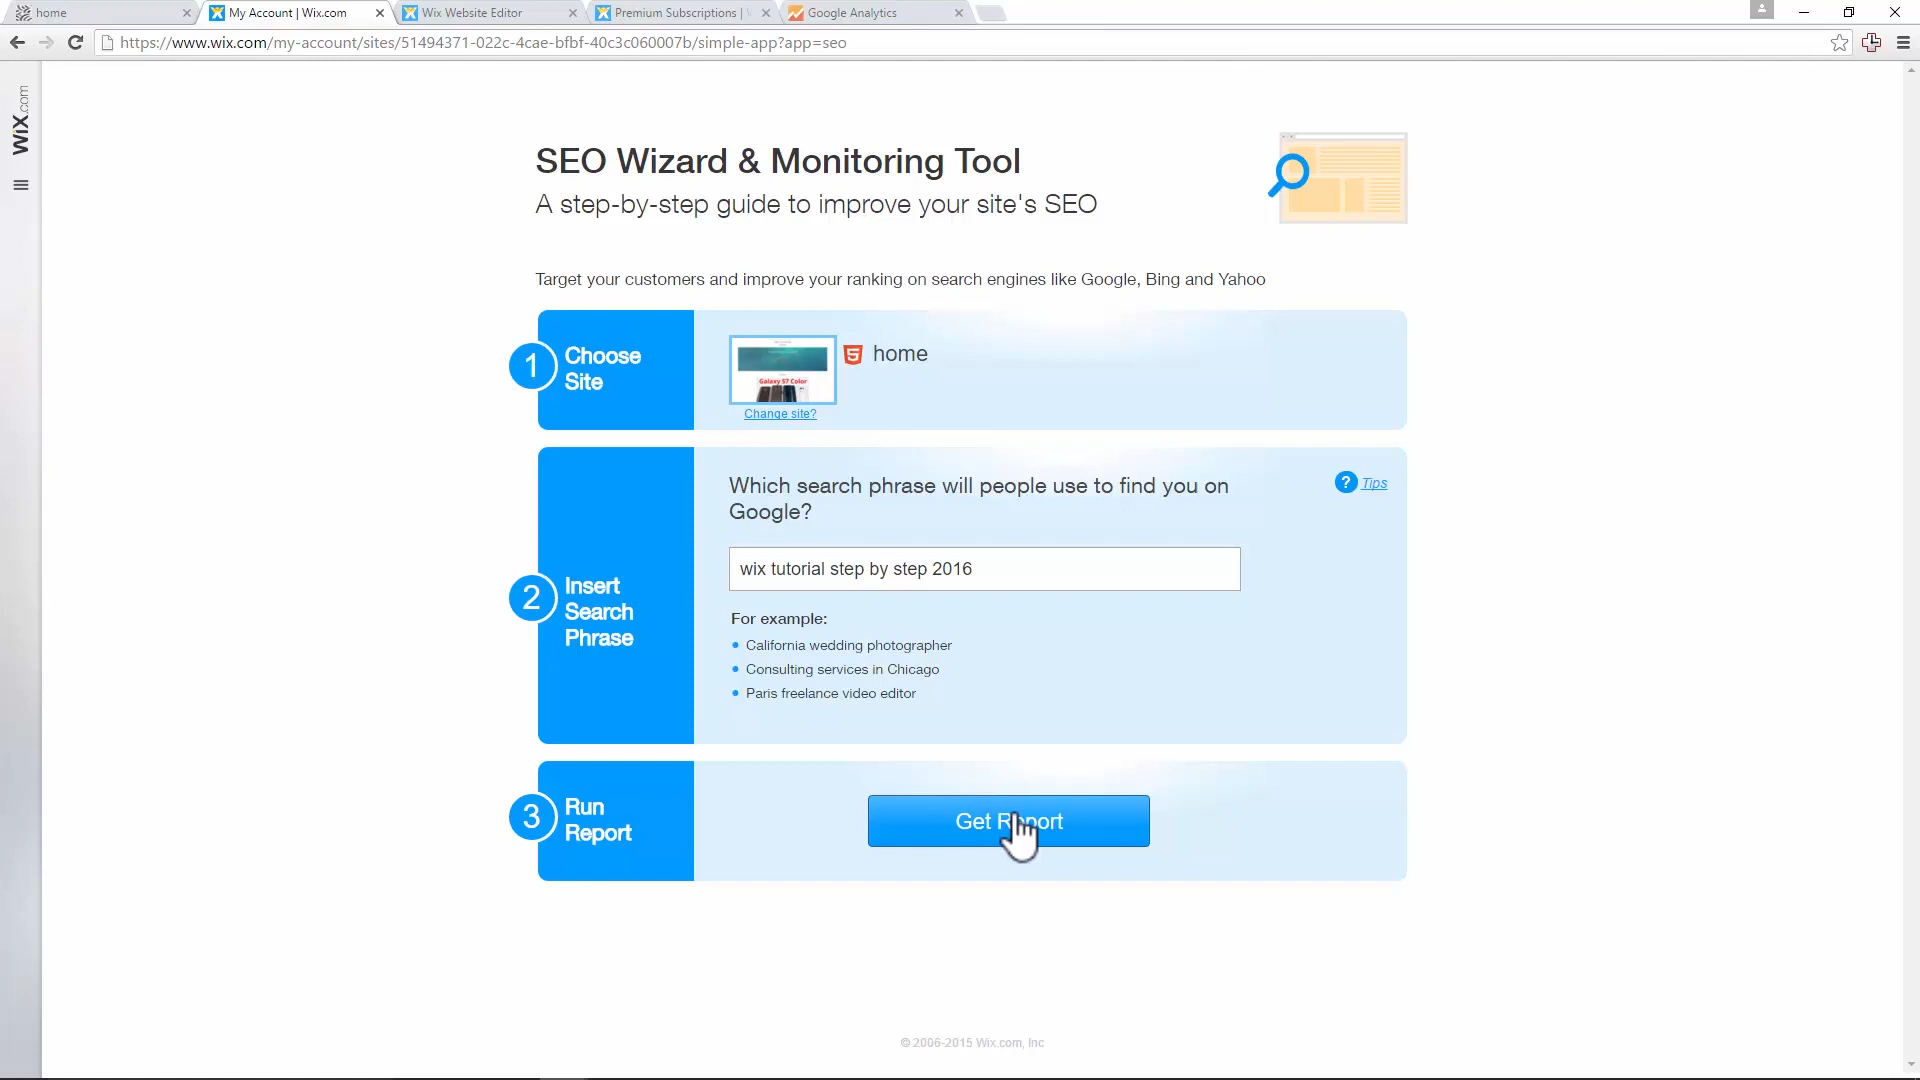 home
My Account | Wix.com
Wix Website Editor
Premium Subscriptions |
Google Analytics
https://www.wix.com/my-account/sites/51494371-022c-4cae-bfbf-40c3c060007b/simple-app?app=seo
WiX.com
SEO Wizard & Monitoring Tool
A step-by-step guide to improve your site's SEO
Target your customers and improve your ranking on search engines like Google, Bing and Yahoo
1
Choose
Site
Galaxy S7 Color
5 home
Change site?
2
Insert
Search
Phrase
Which search phrase will people use to find you on
Google?
? Tips
wix tutorial step by step 2016
For example:
California wedding photographer
Consulting services in Chicago
Paris freelance video editor
3
Run
Report
Get Report
© 2006-2015 Wix.com, Inc